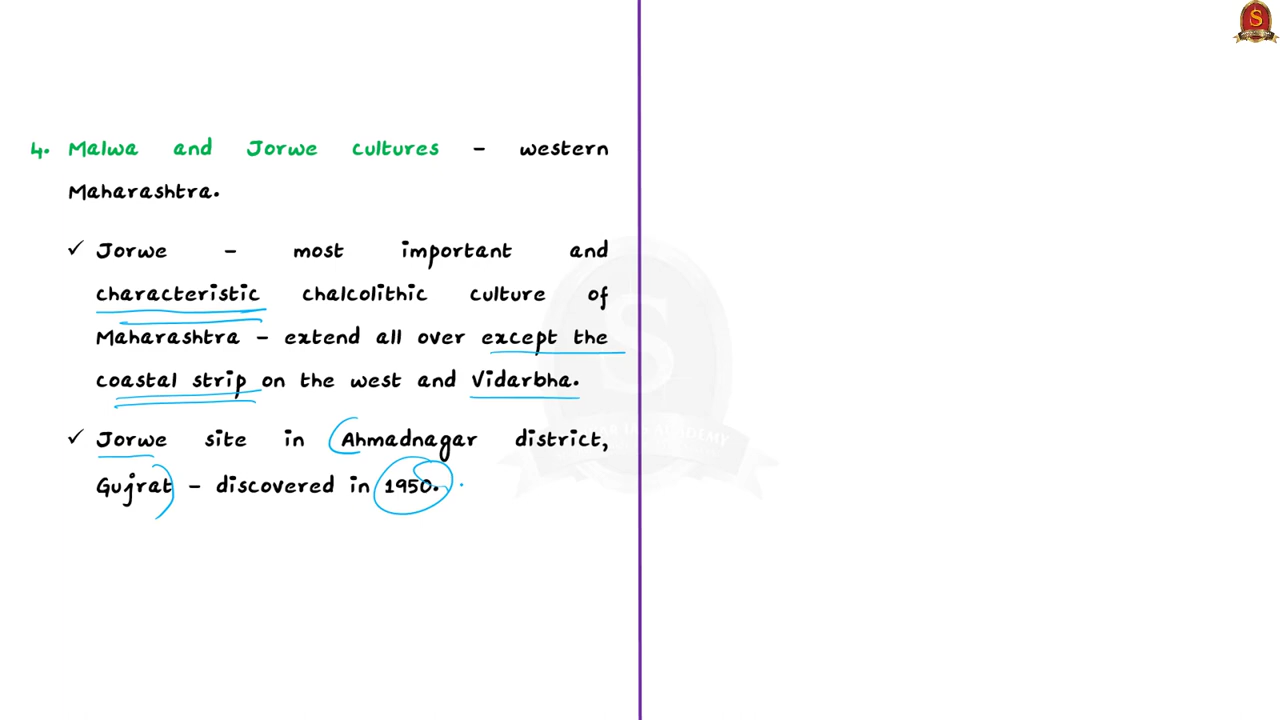 4. Malwa and Jorwe cultures – western
Maharashtra.
✓ Jorwe – most important and
characteristic chalcolithic culture of
Maharashtra – extend all over except the
coastal strip on the west and Vidarbha.
✓ Jorwe site in Ahmadnagar district,
Gujrat – discovered in 1950.
S